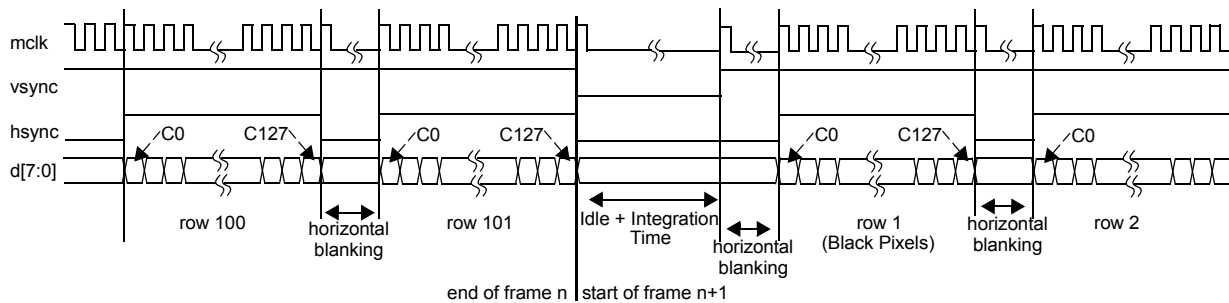 mclk
vsync
hsync
C0
C127
C0
C127
C0
C127
C0
d[7:0]
row 100
horizontal
blanking
row 101
Idle + Integration
Time
horizontal
blanking
row 1
(Black Pixels)
horizontal
blanking
row 2
end of frame n
start of frame n+1